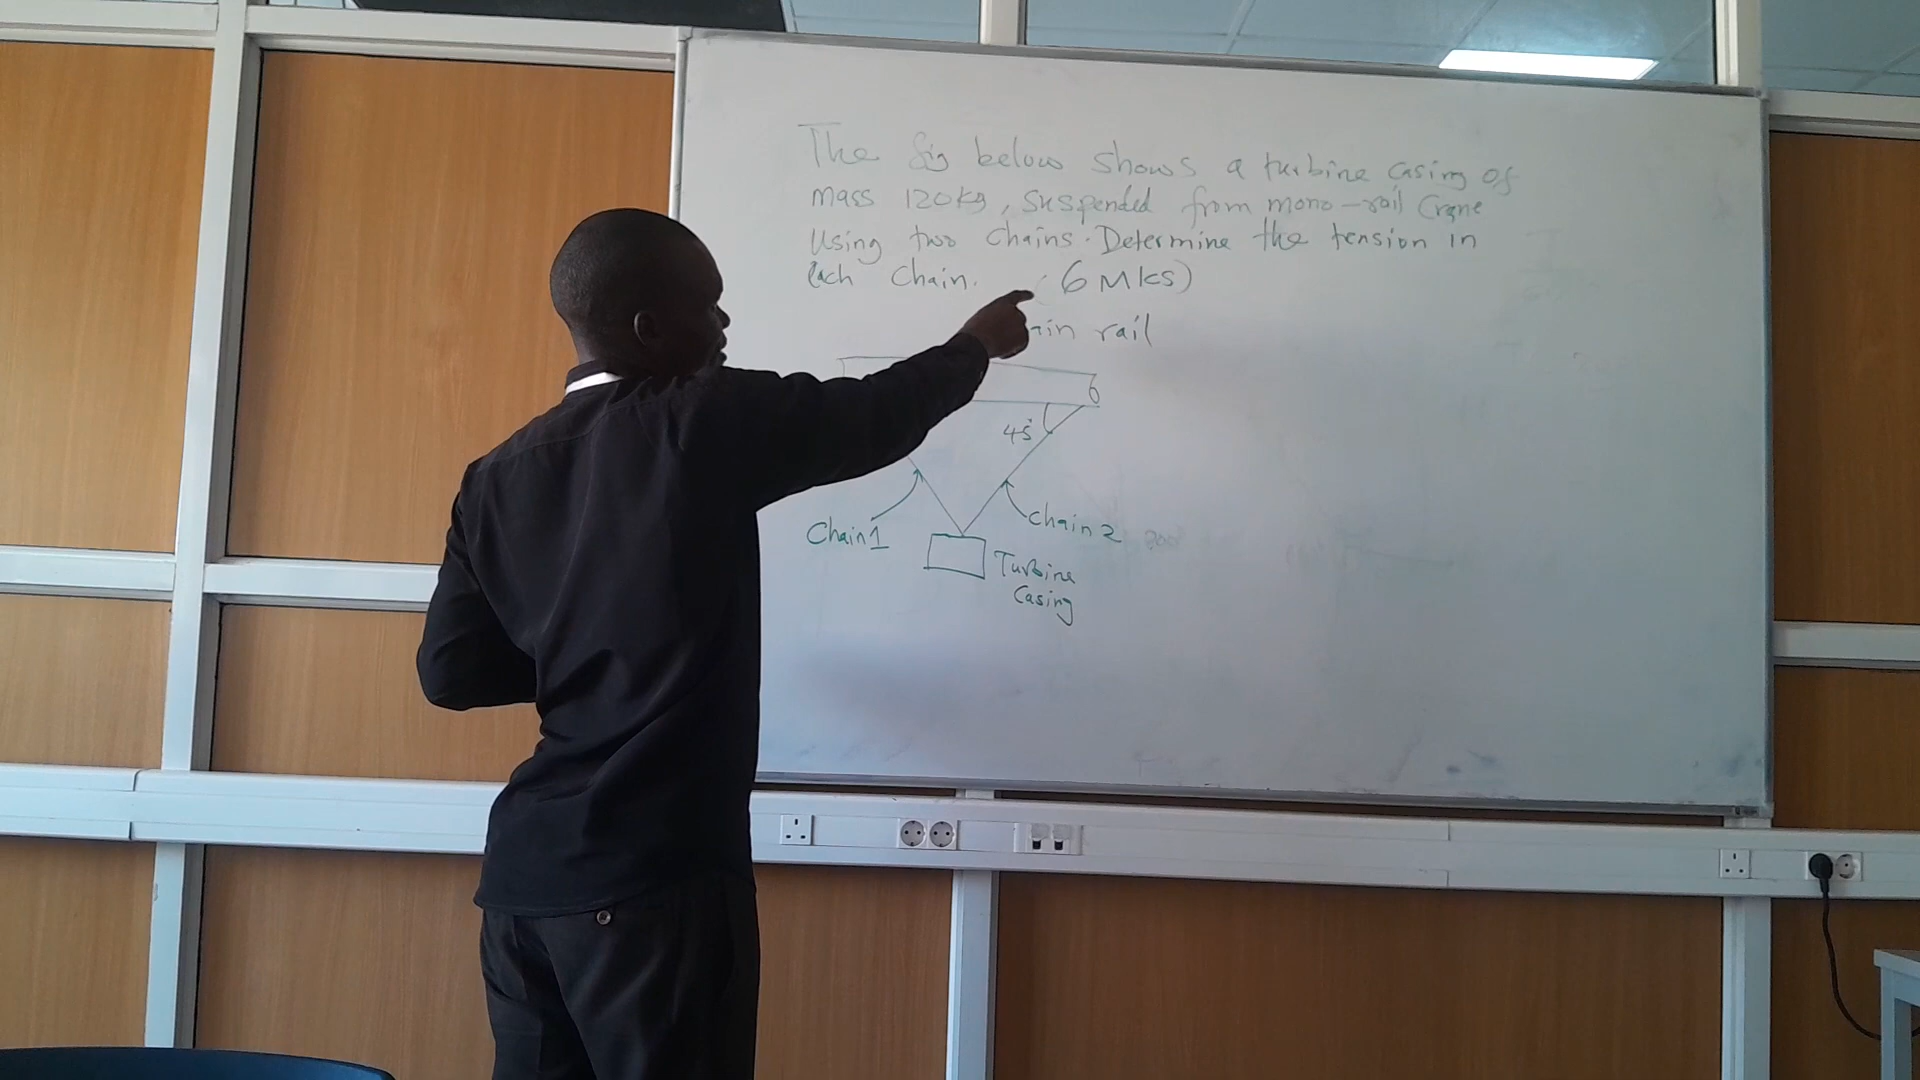 The fig below shows a turbine casing of
mass 120kg, suspended from mono-rail Crane
Using two Chains. Determine the tension in
each Chain. (6 Mks)
rail
45°
Chain 1
Chain 2
Turbine
Casing